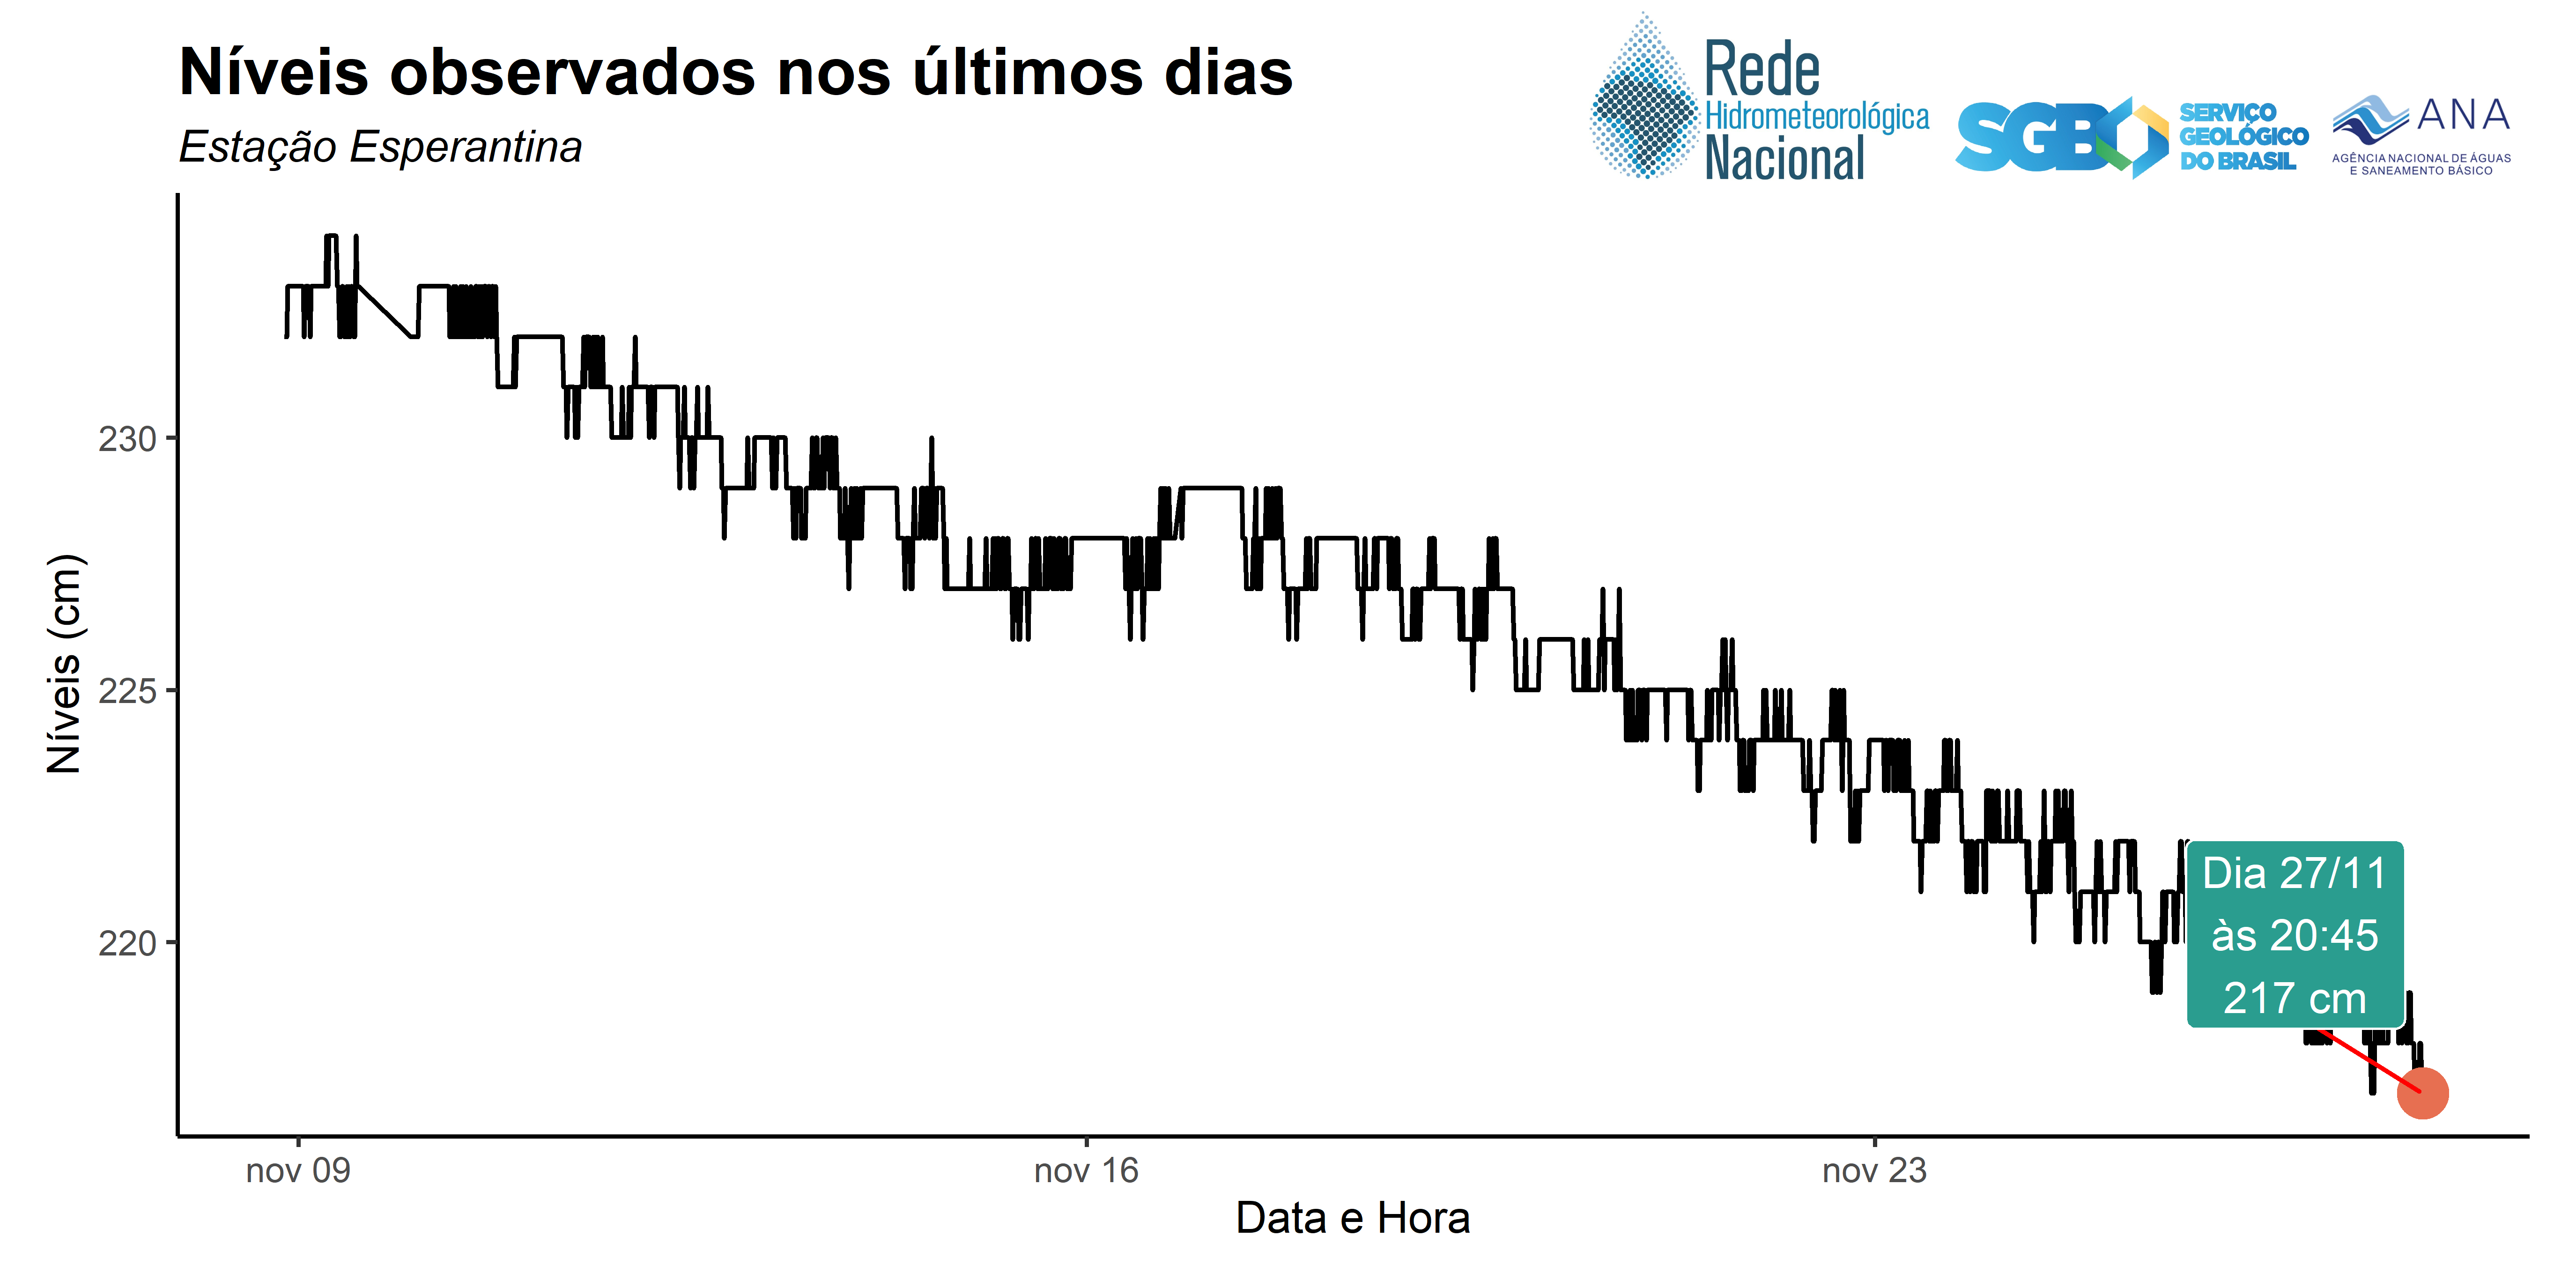 Níveis observados nos últimos dias
Estação Esperantina
Rede
Hidrometeorológica
Nacional
SGB
SERVIÇO
GEOLÓGICO
DO BRASIL
ANA
AGÊNCIA NACIONAL DE ÁGUAS
E SANEAMENTO BÁSICO
Níveis (cm)
230
225
220
Dia 27/11
às 20:45
217 cm
nov 09
nov 16
nov 23
Data e Hora